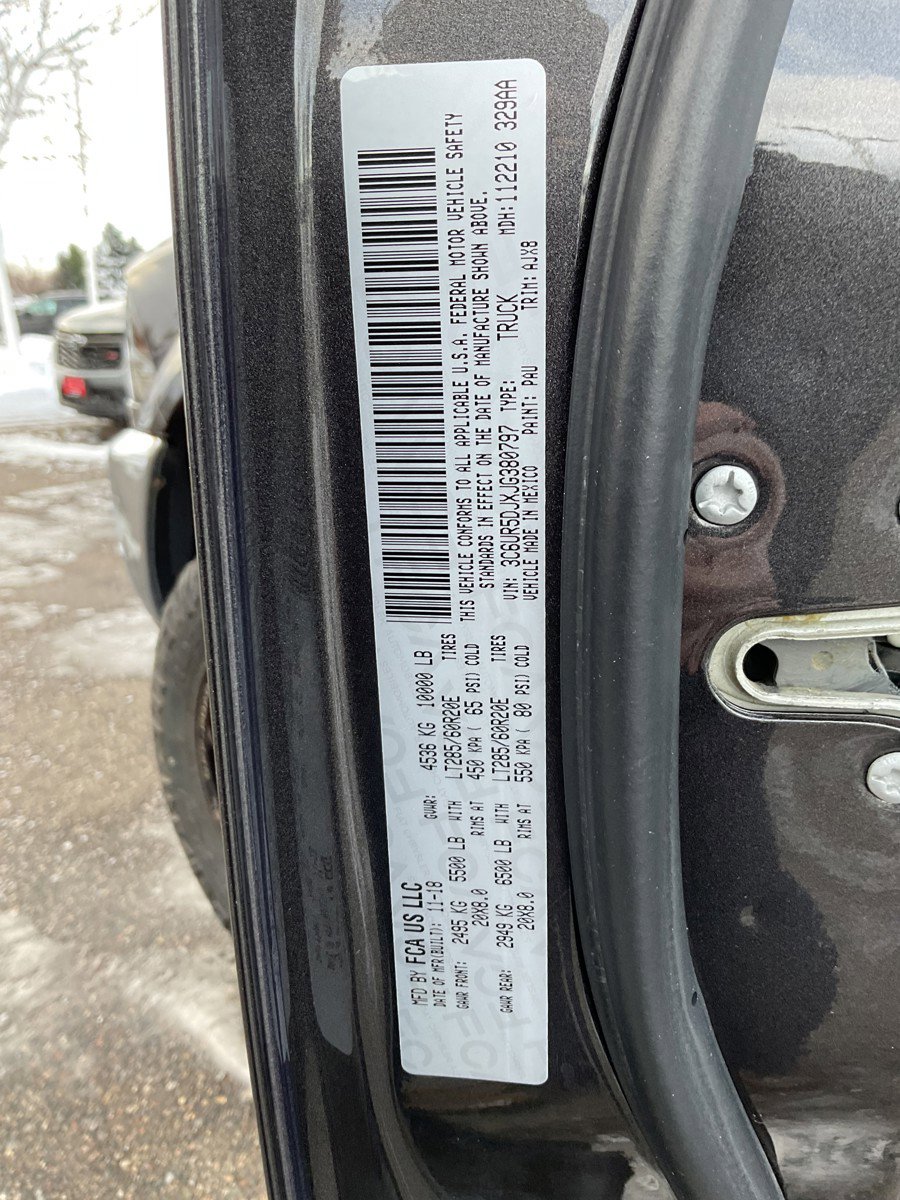 MFD BY FCA US LLC
DATE OF MFR(BUILT): 11-18 GVWR: 4536 KG 10000 LB
GAWR FRONT: 2495 KG 5500 LB WITH LT285/60R20E TIRES
20X8.0 RIMS AT 450 KPA( 65 PSI) COLD
GAWR REAR: 2949 KG 6500 LB WITH LT285/60R20E TIRES
20X8.0 RIMS AT 550 KPA( 80 PSI) COLD
THIS VEHICLE CONFORMS TO ALL APPLICABLE U.S.A. FEDERAL MOTOR VEHICLE SAFETY
STANDARDS IN EFFECT ON THE DATE OF MANUFACTURE SHOWN ABOVE.
VIN: 3C6UR5DJXJG380797 TYPE: TRUCK MDH:112210 329AA
VEHICLE MADE IN MEXICO PAINT: PAU TRIM: AJX8